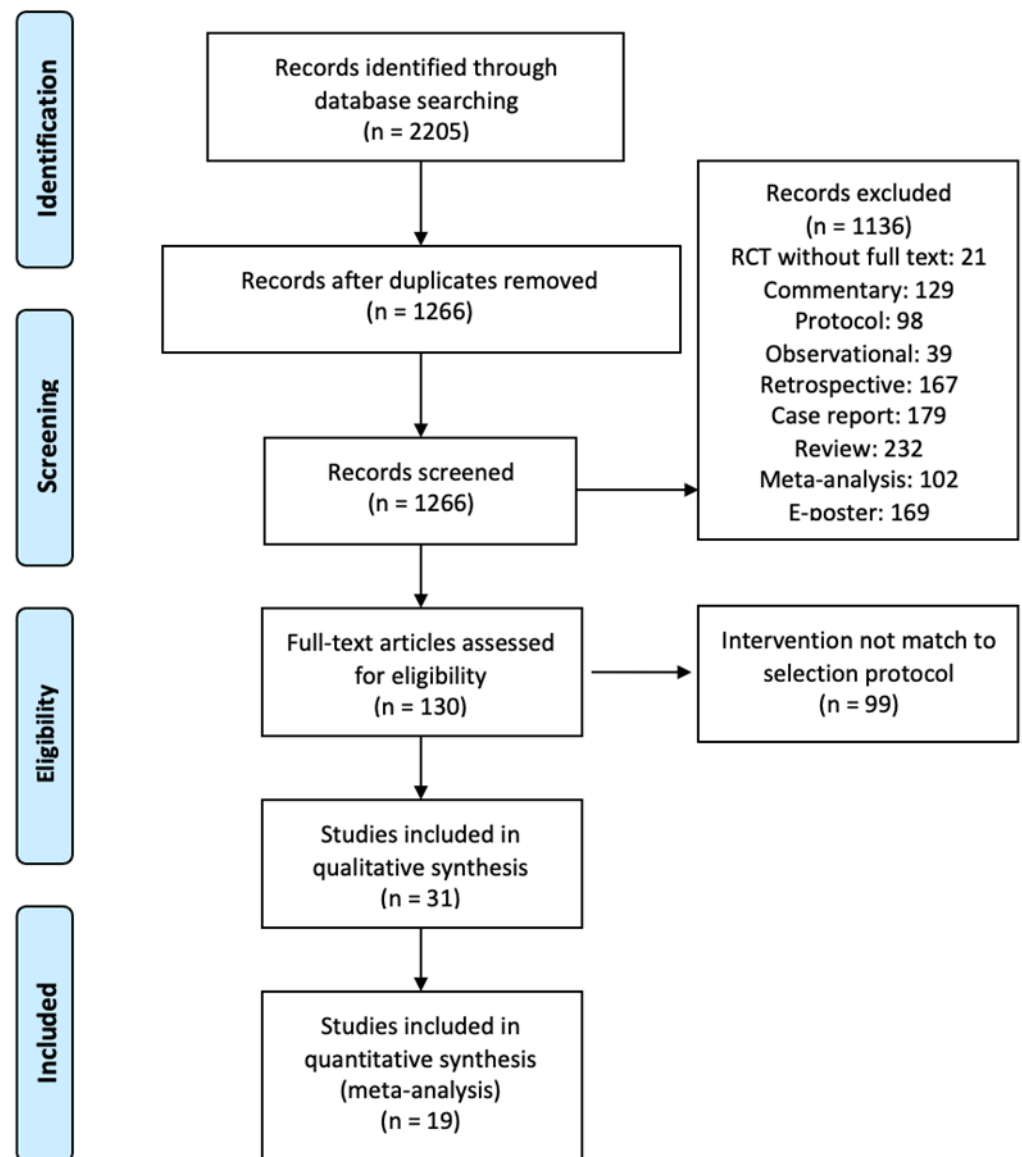 Identification
Records identified through
database searching
(n = 2205)
Records after duplicates removed
(n = 1266)
Screening
Records screened
(n = 1266)
Records excluded
(n = 1136)
RCT without full text: 21
Commentary: 129
Protocol: 98
Observational: 39
Retrospective: 167
Case report: 179
Review: 232
Meta-analysis: 102
E-poster: 169
Eligibility
Full-text articles assessed
for eligibility
(n = 130)
Intervention not match to
selection protocol
(n = 99)
Studies included in
qualitative synthesis
(n = 31)
Included
Studies included in
quantitative synthesis
(meta-analysis)
(n = 19)